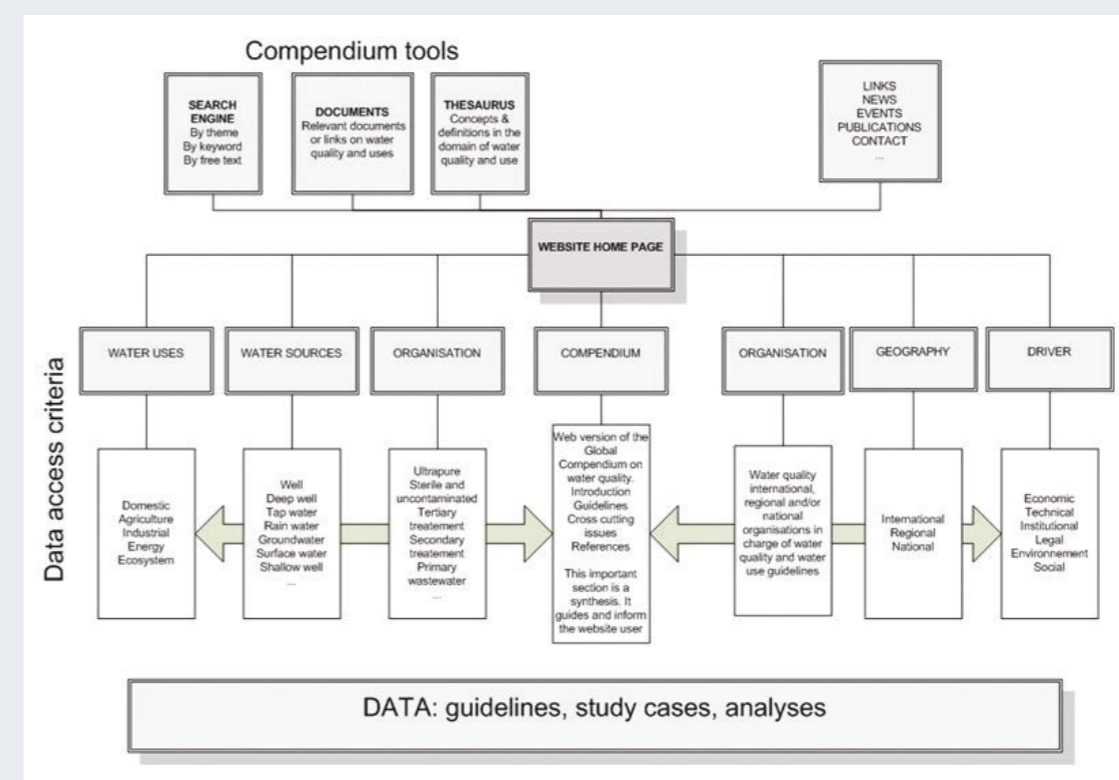 Compendium tools
SEARCH
ENGINE
By theme
By keyword
By free text
DOCUMENTS
Relevant documents
or links on water
quality and uses
THESAURUS
Concepts &
definitions in the
domain of water
quality and use
LINKS
NEWS
EVENTS
PUBLICATIONS
CONTACT
...
WEBSITE HOME PAGE
Data access criteria
WATER USES
WATER SOURCES
ORGANISATION
COMPENDIUM
ORGANISATION
GEOGRAPHY
DRIVER
Domestic
Agriculture
Industrial
Energy
Ecosystem
Well
Deep well
Tap water
Rain water
Groundwater
Surface water
Shallow well
...
Ultrapure
Sterile and
uncontaminated
Tertiary
treatement
Secondary
treatement
Primary
wastewater
...
Web version of the
Global
Compendium on
water quality.
Introduction
Guidelines
Cross cutting
issues
References
This important
section is a
synthesis. It
guides and inform
the website user
Water quality
international,
regional and/or
national
organisations in
charge of water
quality and water
use guidelines
International
Regional
National
Economic
Technical
Institutional
Legal
Environnement
Social
DATA: guidelines, study cases, analyses